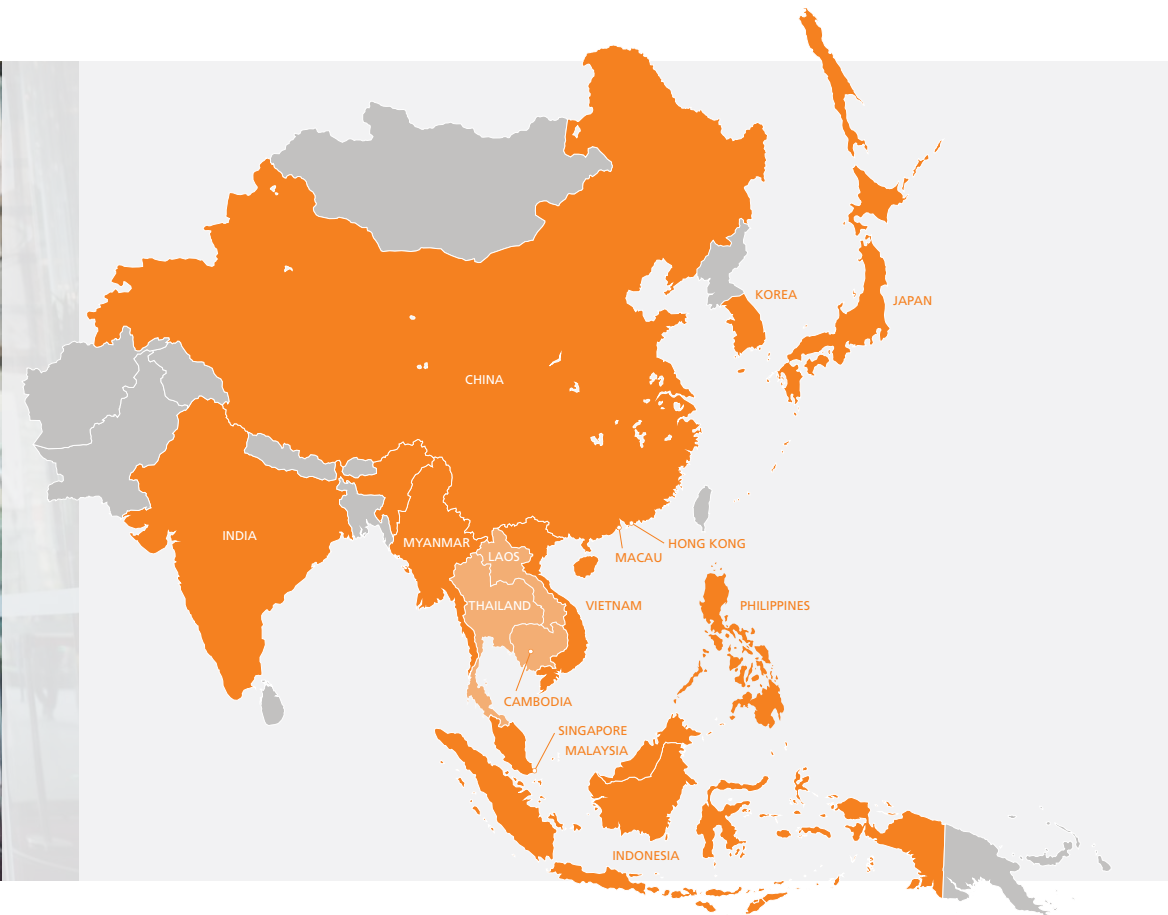 KOREA
JAPAN
CHINA
INDIA
MYANMAR
HONG KONG
LAOS
MACAU
THAILAND
VIETNAM
PHILIPPINES
CAMBODIA
SINGAPORE
MALAYSIA
INDONESIA